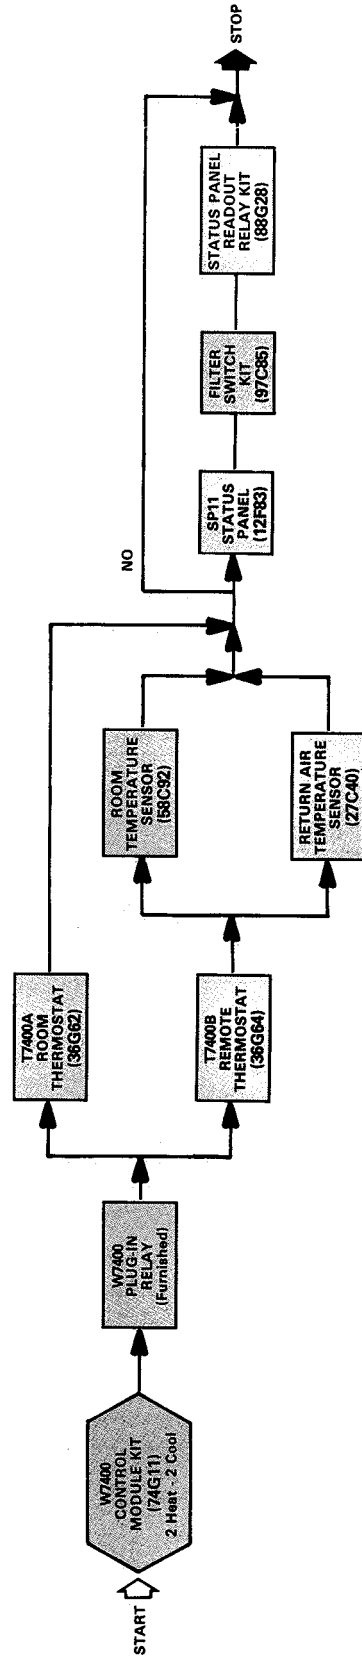 START
W7400
CONTROL
MODULE KIT
(74G11)
2 Heat - 2 Cool
W7400
PLUG-IN
RELAY
(Furnished)
T7400A
ROOM
THERMOSTAT
(36G62)
T7400B
REMOTE
THERMOSTAT
(36G64)
ROOM
TEMPERATURE
SENSOR
(58C92)
RETURN AIR
TEMPERATURE
SENSOR
(27C40)
NO
SP11
STATUS
PANEL
(12F83)
FILTER
SWITCH
KIT
(97C85)
STATUS PANEL
READOUT
RELAY KIT
(88G28)
STOP